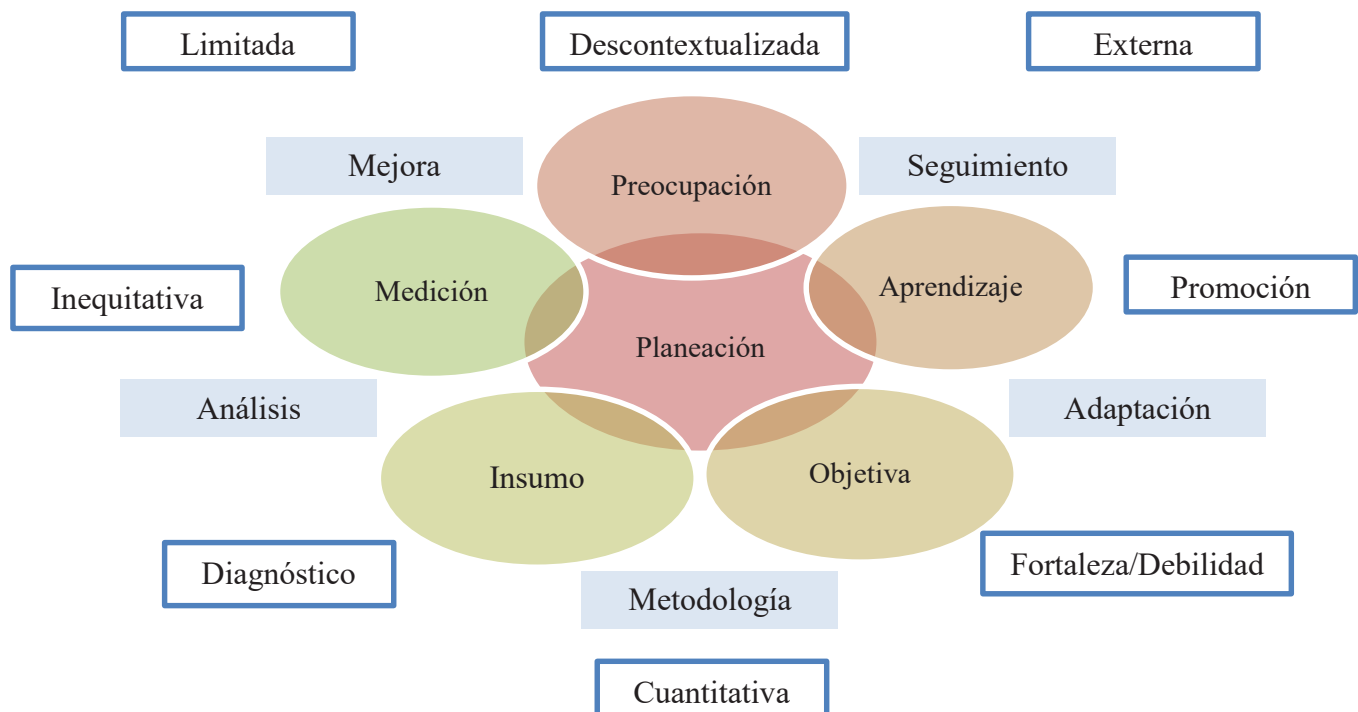 Limitada
Descontextualizada
Externa
Mejora
Preocupación
Seguimiento
Inequitativa
Medición
Aprendizaje
Promoción
Planeación
Análisis
Adaptación
Insumo
Objetiva
Diagnóstico
Fortaleza/Debilidad
Metodología
Cuantitativa